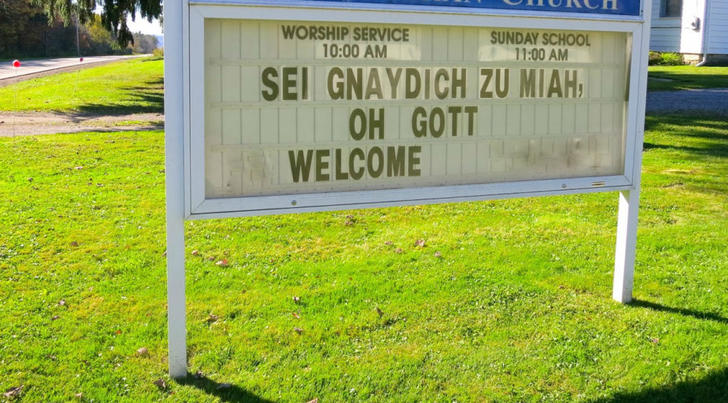 CHURCH
WORSHIP SERVICE
10:00 AM
SUNDAY SCHOOL
11:00 AM
SEI GNAYDICH ZU MIAH,
OH GOTT
WELCOME